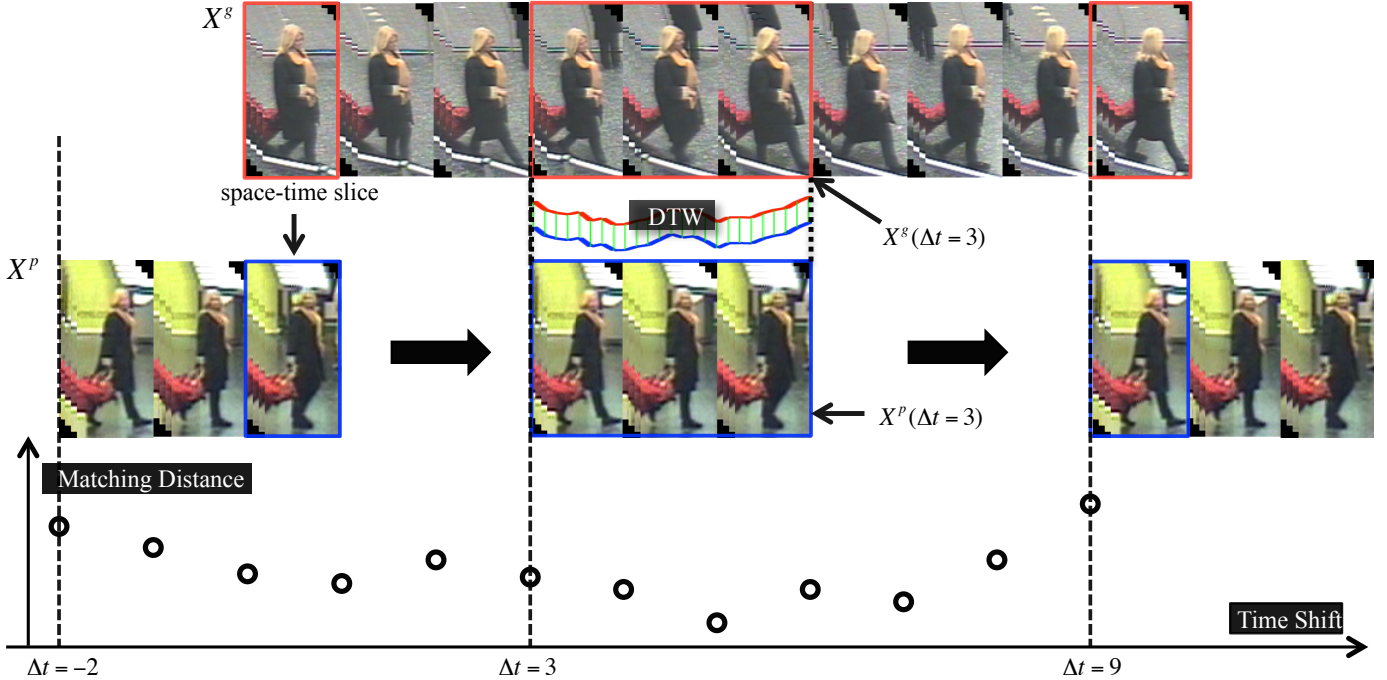 X^g
space-time slice
DTW
X^g(Δt = 3)
X^p
X^p(Δt = 3)
Matching Distance
Time Shift
Δt = −2
Δt = 3
Δt = 9